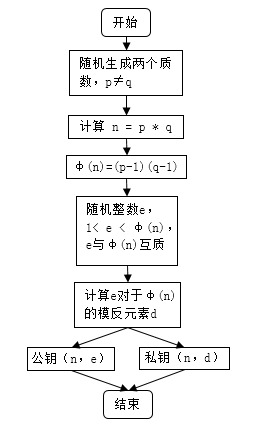 开始
随机生成两个质
数，p≠q
计算 n = p * q
φ(n)=(p-1)(q-1)
随机整数e，
1< e < φ(n)，
e与φ(n)互质
计算e对于φ(n)
的模反元素d
公钥（n，e）
私钥（n，d）
结束